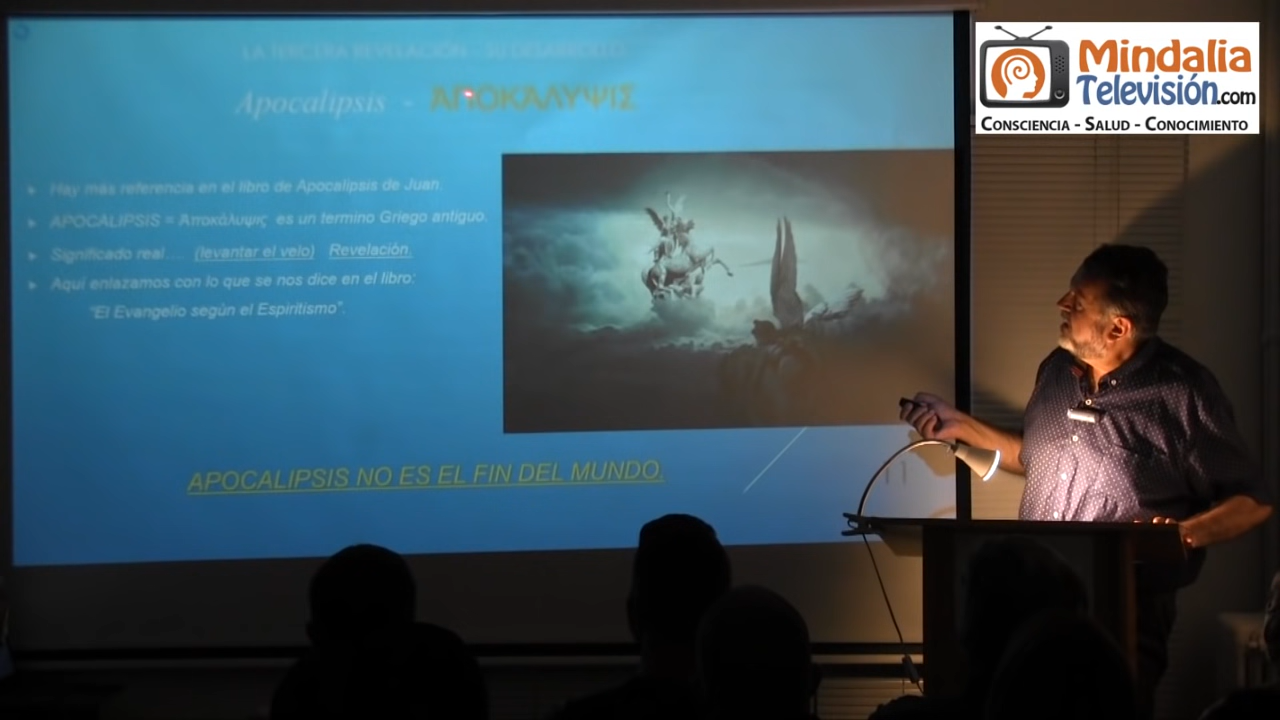 LA TERCERA REVELACIÓN - SU DESARROLLO
Apocalipsis - ἈΠΟΚΆΛΥΨΙΣ
Hay más referencia en el libro de Apocalipsis de Juan.
APOCALIPSIS = Ἀποκάλυψις es un termino Griego antiguo.
Significado real.... (levantar el velo) Revelación.
Aquí enlazamos con lo que se nos dice en el libro:
"El Evangelio según el Espiritismo".
APOCALIPSIS NO ES EL FIN DEL MUNDO.
11
Mindalia
Televisión.com
CONSCIENCIA - SALUD - CONOCIMIENTO